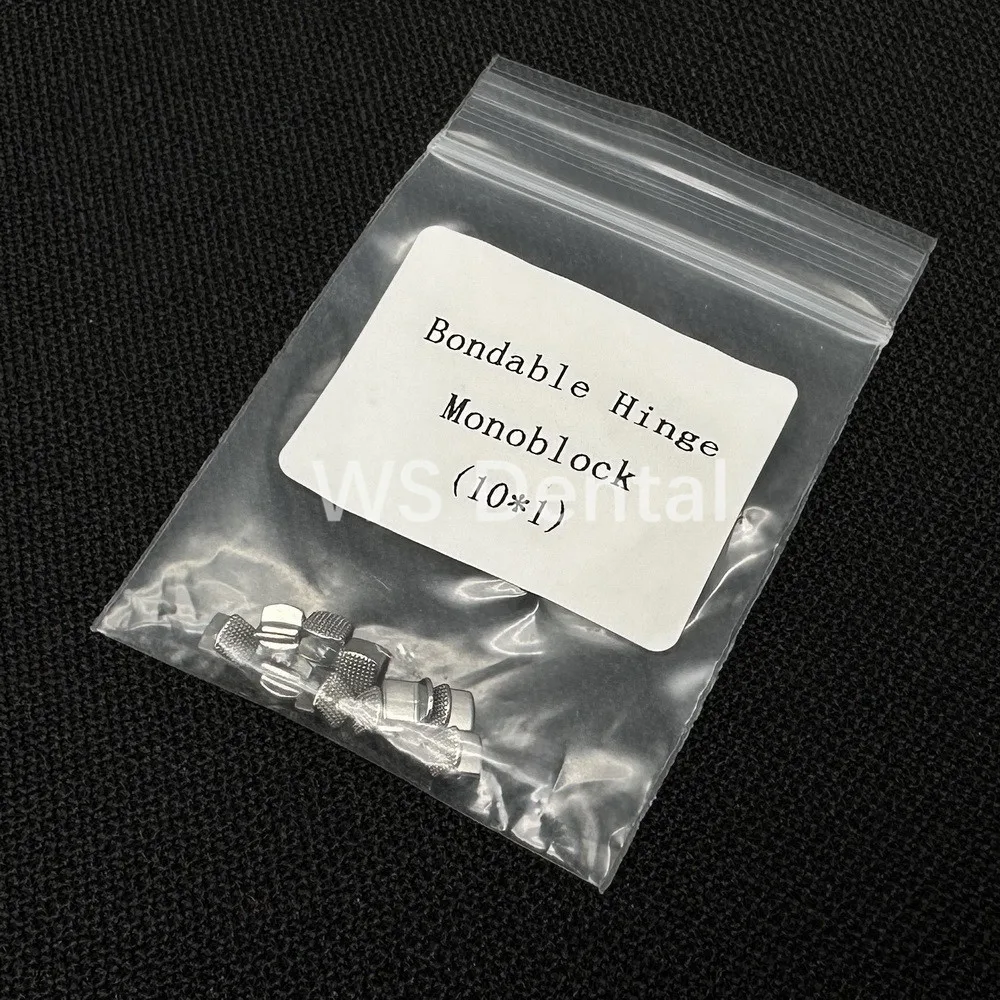 Bondable Hinge
Monoblock
(10*1)
WS Dental